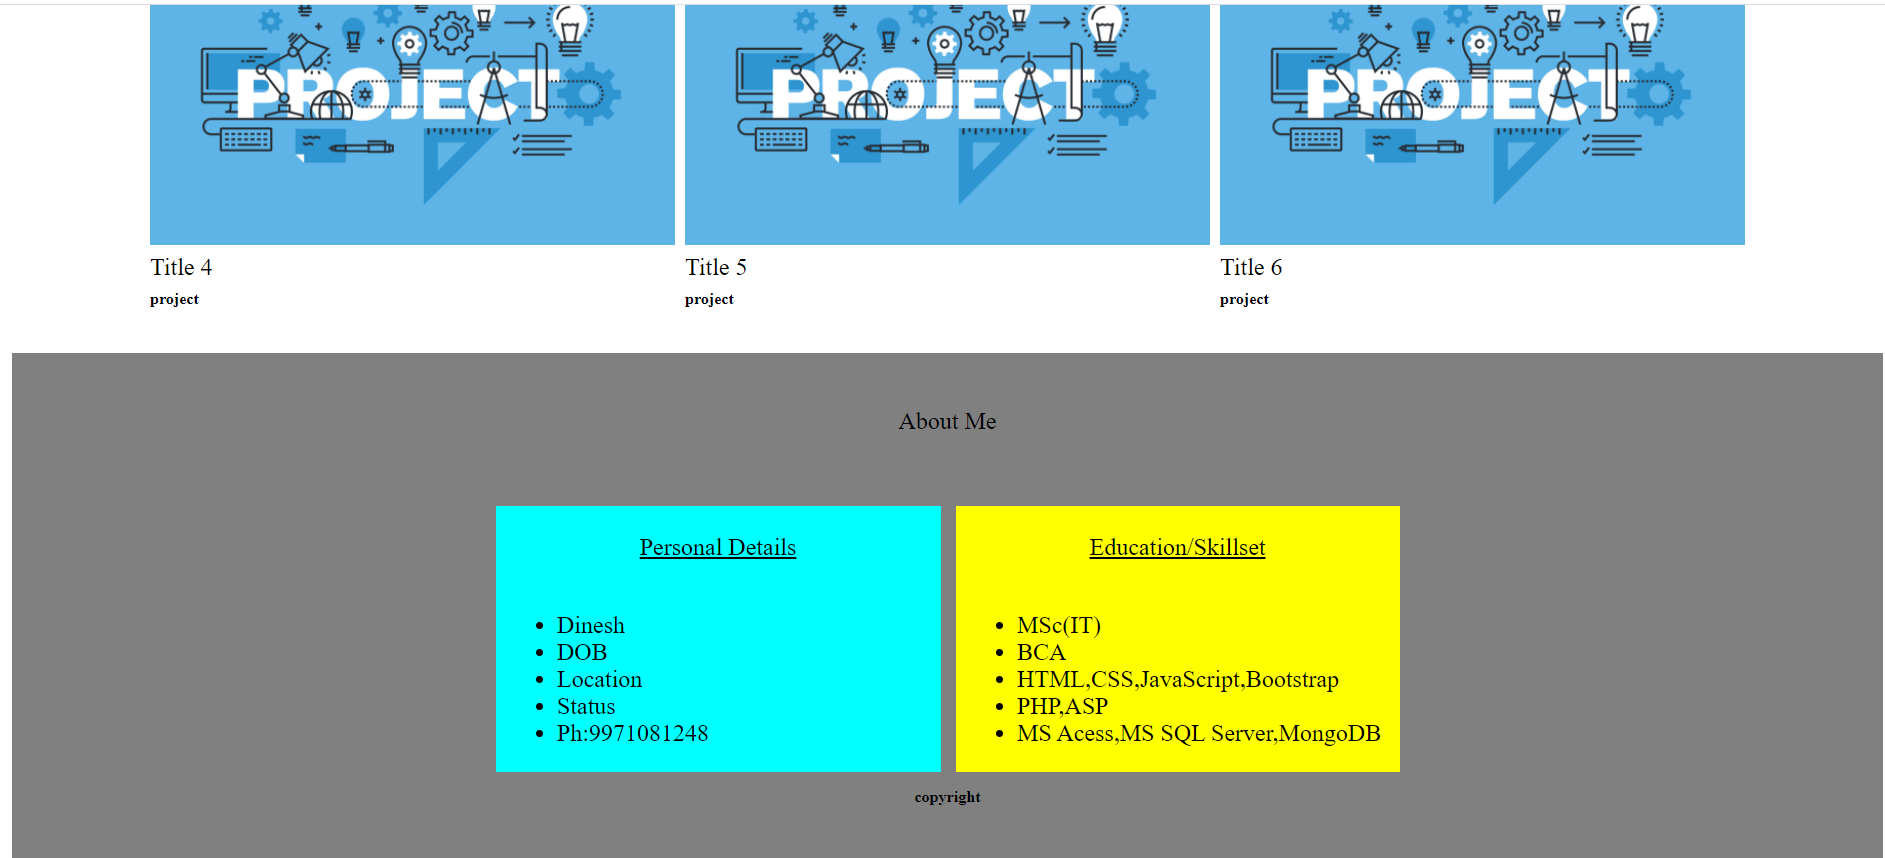 PROJECT PROJECT PROJECT
Title 4 Title 5 Title 6
project project project
About Me
Personal Details
Dinesh
DOB
Location
Status
Ph:9971081248
Education/Skillset
MSc(IT)
BCA
HTML,CSS,JavaScript,Bootstrap
PHP,ASP
MS Acess,MS SQL Server,MongoDB
copyright